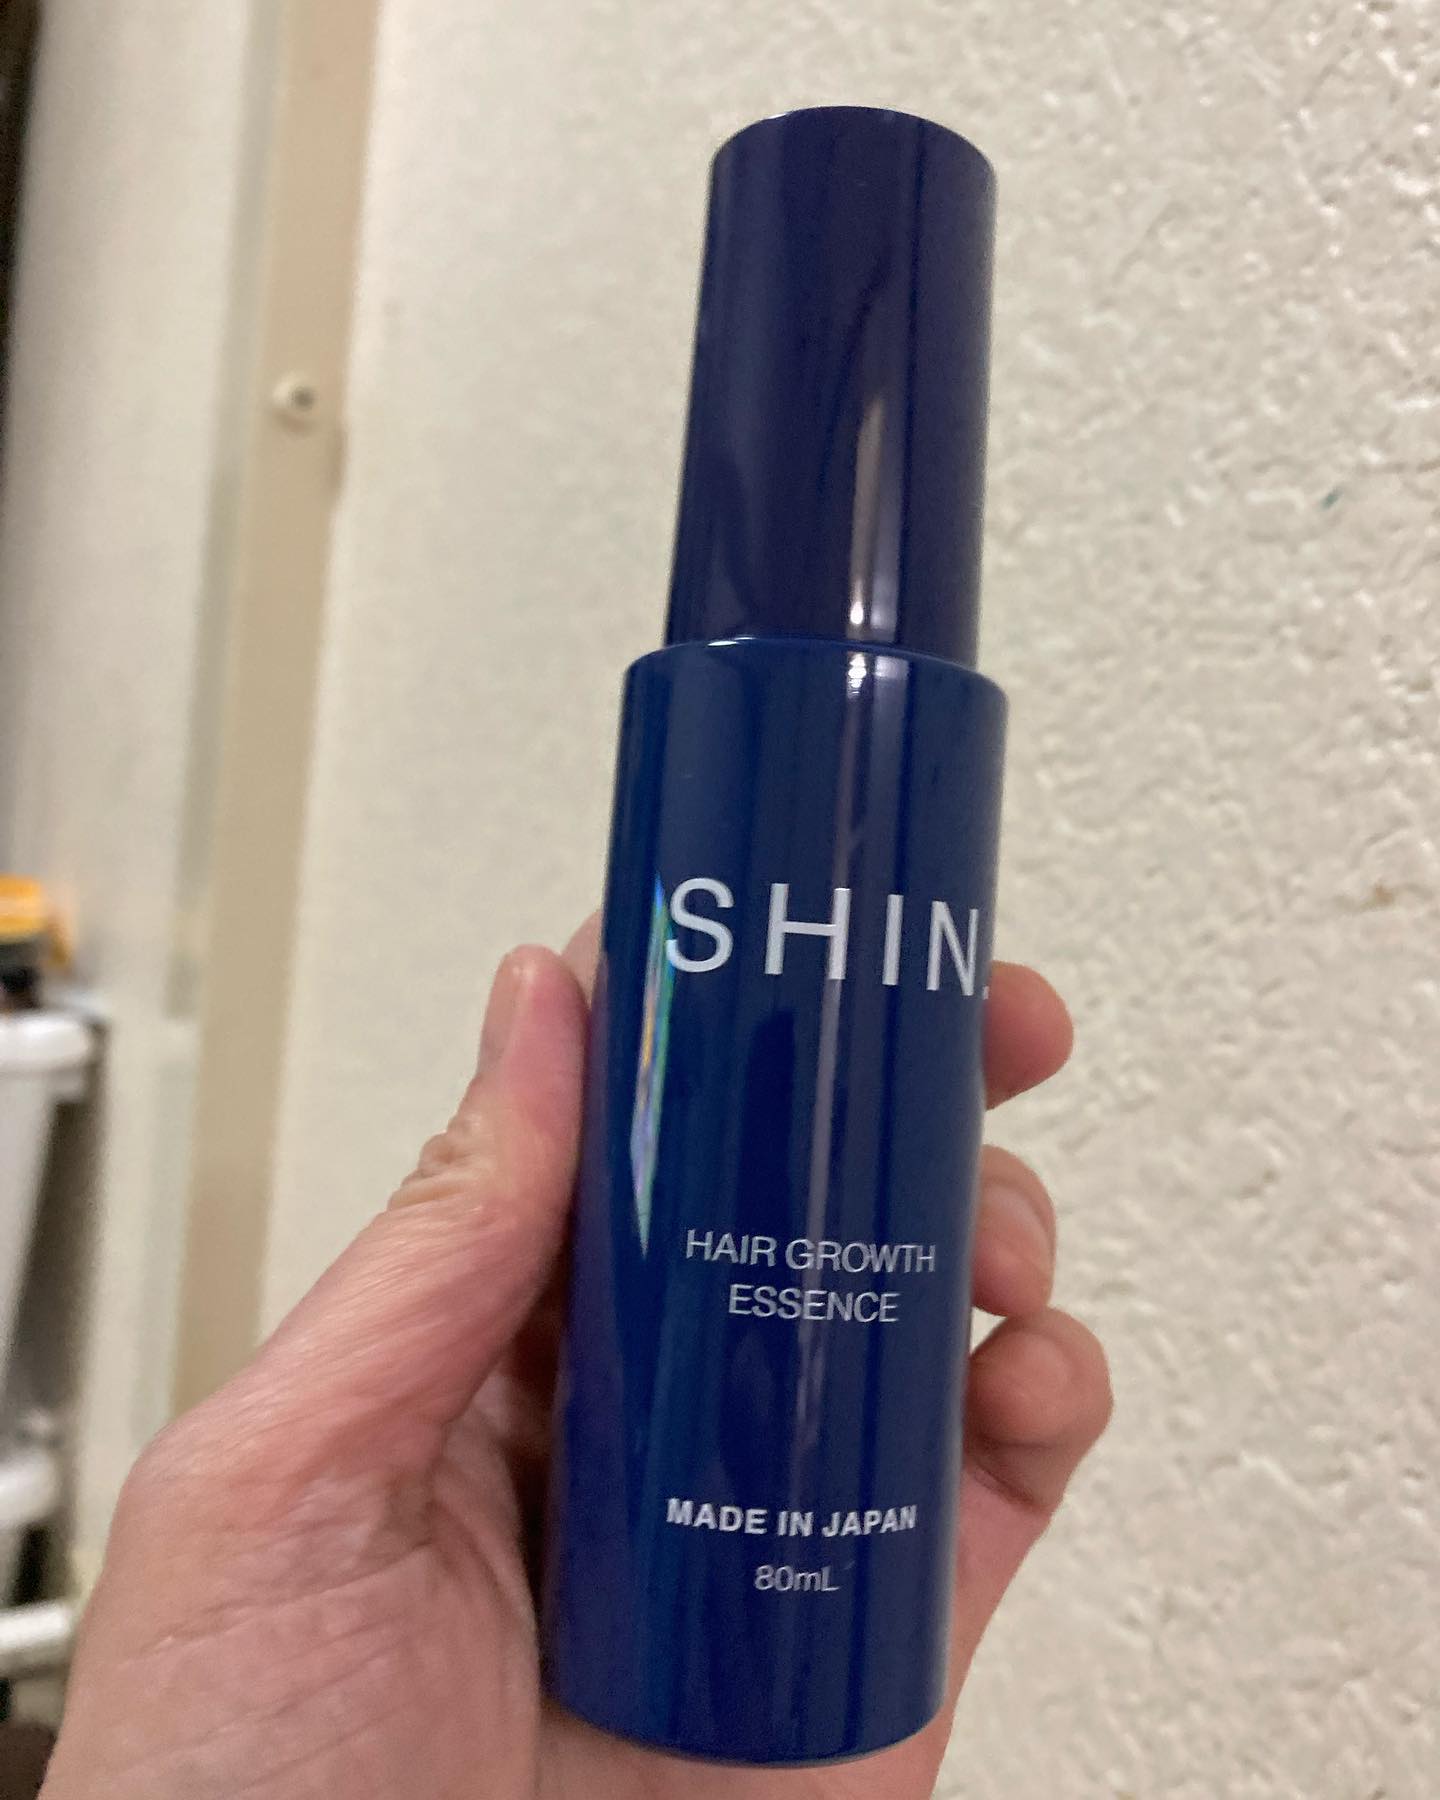 SHIN.
HAIR GROWTH
ESSENCE
MADE IN JAPAN
80mL